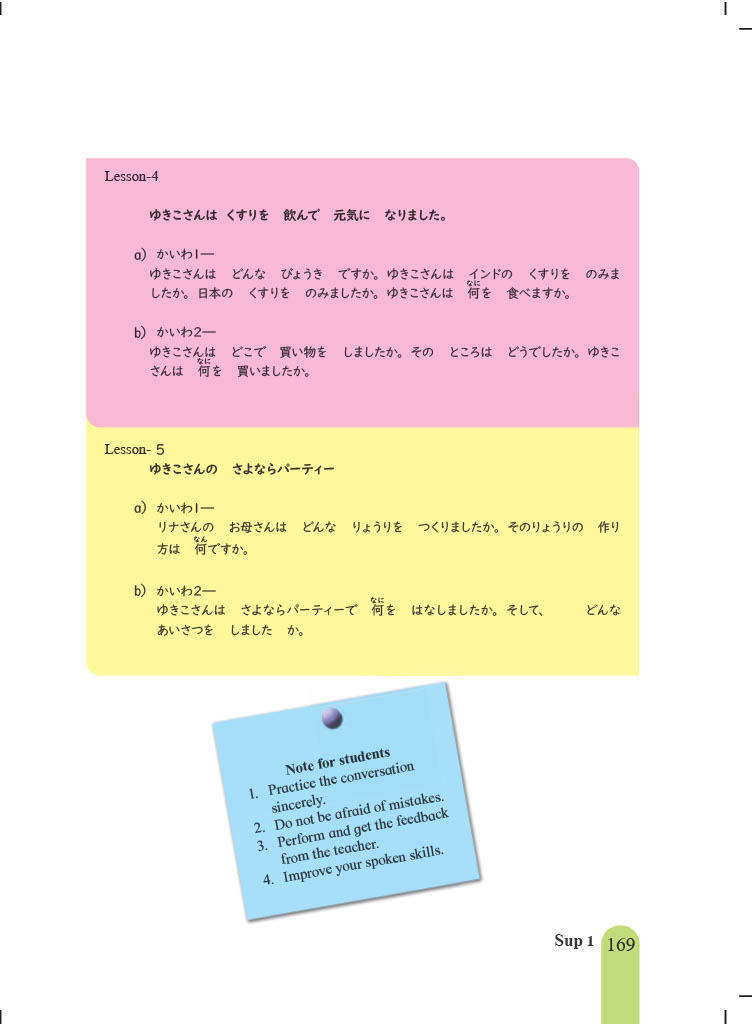 Lesson-4
ゆきこさんは くすりを 飲んで 元気に なりました。
a) かいわ1―
ゆきこさんは どんな びょうき ですか。ゆきこさんは インドの くすりを のみま
したか。日本の くすりを のみましたか。ゆきこさんは 何を 食べますか。
なに
b) かいわ2―
ゆきこさんは どこで 買い物を しましたか。その ところは どうでしたか。ゆきこ
さんは 何を 買いましたか。
なに
Lesson- 5
ゆきこさんの さよならパーティー
a) かいわ1―
リナさんの お母さんは どんな りょうりを つくりましたか。そのりょうりの 作り
方は 何ですか。
なん
b) かいわ2―
ゆきこさんは さよならパーティーで 何を はなしましたか。そして、 どんな
なに
あいさつを しました か。
Note for students
1. Practice the conversation
sincerely.
2. Do not be afraid of mistakes.
3. Perform and get the feedback
from the teacher.
4. Improve your spoken skills.
Sup 1 169